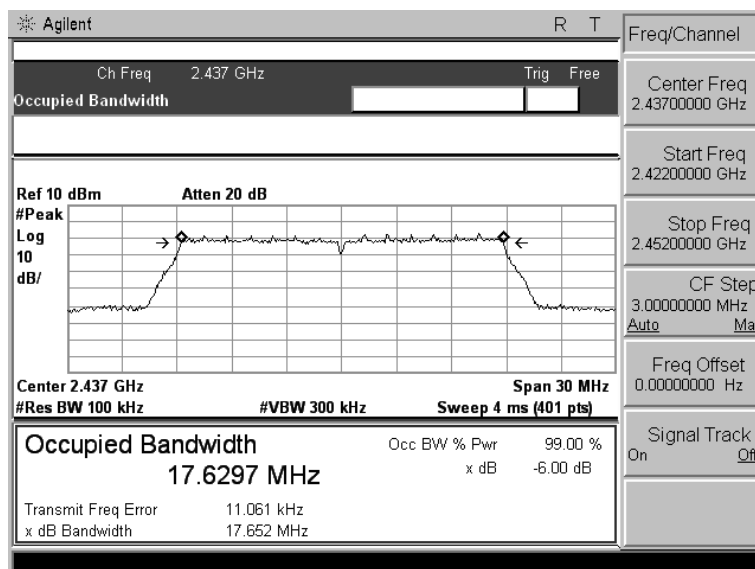 Agilent R T
Ch Freq 2.437 GHz Trig Free
Occupied Bandwidth
Ref 10 dBm Atten 20 dB
#Peak
Log
10
dB/
Center 2.437 GHz Span 30 MHz
#Res BW 100 kHz #VBW 300 kHz Sweep 4 ms (401 pts)
Occupied Bandwidth Occ BW % Pwr 99.00 %
17.6297 MHz x dB -6.00 dB
Transmit Freq Error 11.061 kHz
x dB Bandwidth 17.652 MHz
Freq/Channel
Center Freq
2.43700000 GHz
Start Freq
2.42200000 GHz
Stop Freq
2.45200000 GHz
CF Step
3.00000000 MHz
Auto Ma
Freq Offset
0.00000000 Hz
Signal Track
On Off